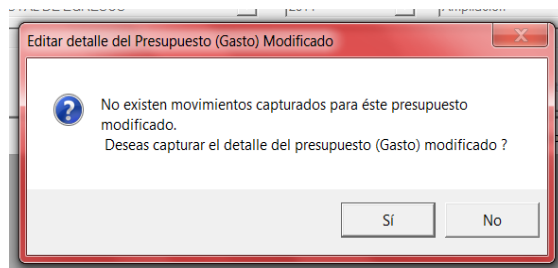 Editar detalle del Presupuesto (Gasto) Modificado
No existen movimientos capturados para éste presupuesto
modificado.
Deseas capturar el detalle del presupuesto (Gasto) modificado ?
Sí
No